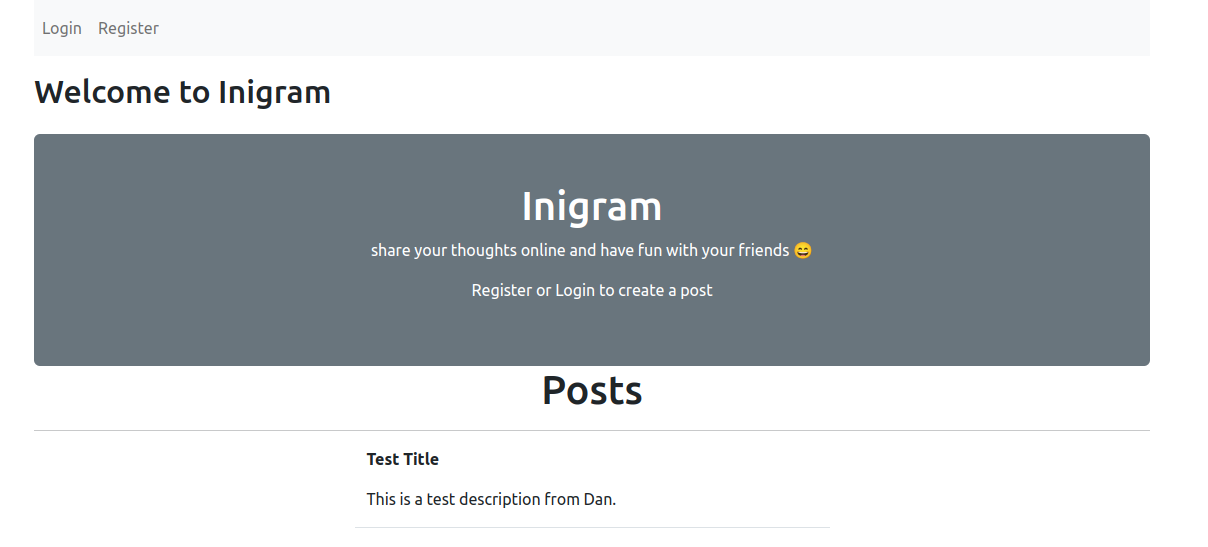 Login Register
Welcome to Inigram
Inigram
share your thoughts online and have fun with your friends 😄
Register or Login to create a post
Posts
Test Title
This is a test description from Dan.